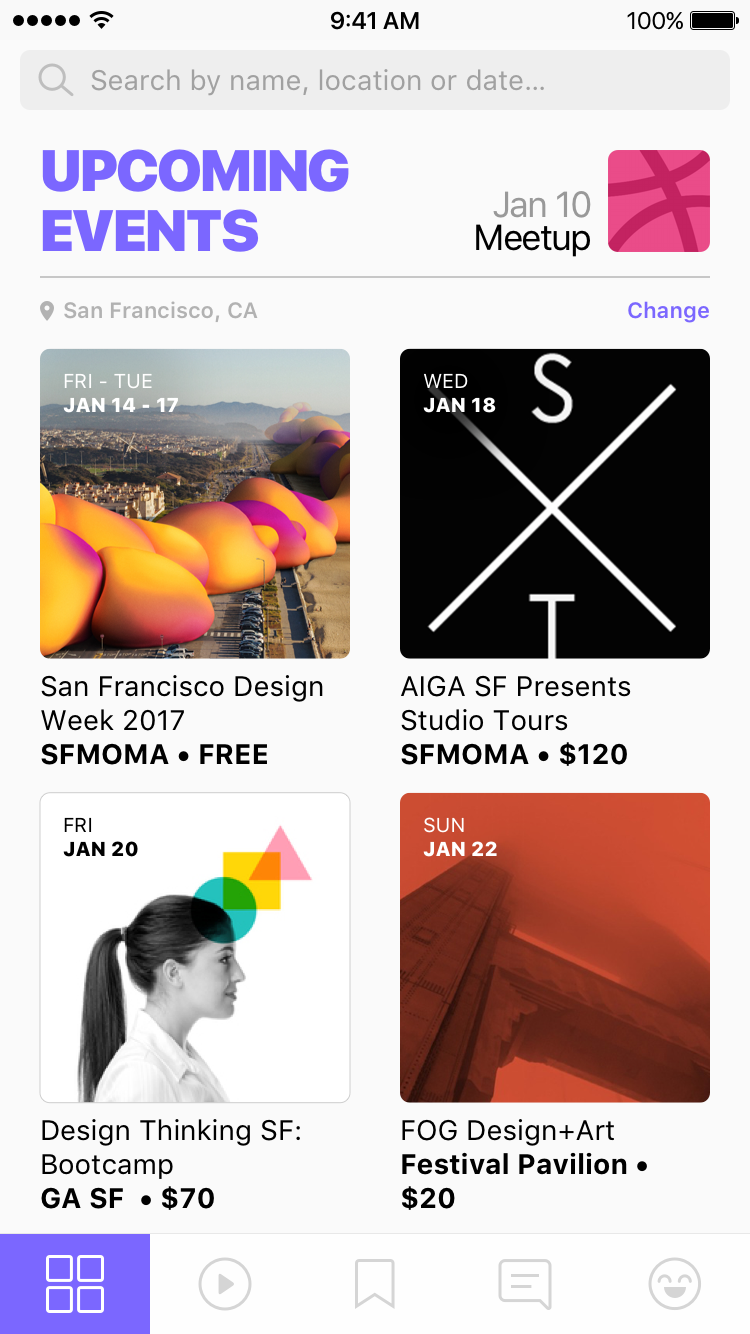 9:41 AM
100%
Search by name, location or date...
UPCOMING
EVENTS
Jan 10
Meetup
San Francisco, CA
Change
FRI - TUE
JAN 14 - 17
WED
JAN 18
S
T
San Francisco Design
Week 2017
SFMOMA • FREE
AIGA SF Presents
Studio Tours
SFMOMA • $120
FRI
JAN 20
SUN
JAN 22
Design Thinking SF:
Bootcamp
GA SF • $70
FOG Design+Art
Festival Pavilion •
$20